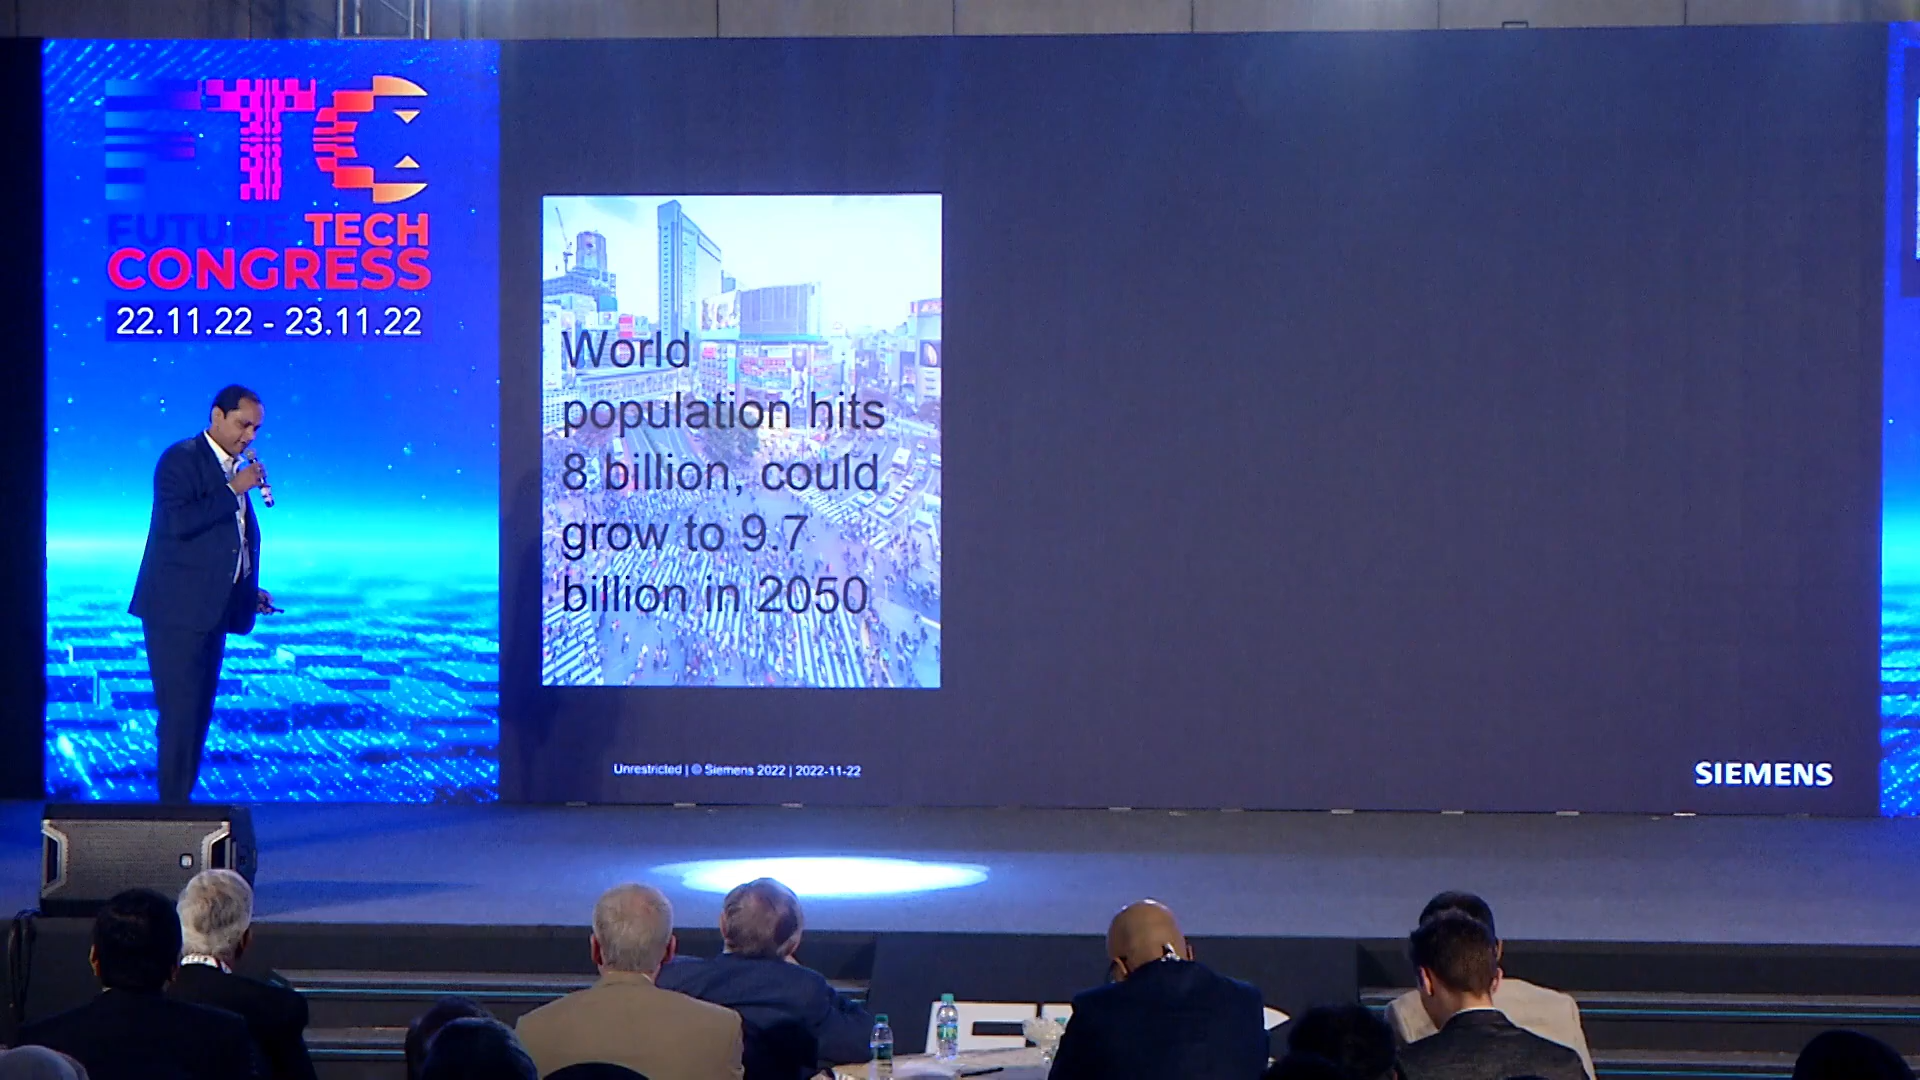 FTC
FUTURE TECH
CONGRESS
22.11.22 - 23.11.22
World
population hits
8 billion, could
grow to 9.7
billion in 2050
Unrestricted | © Siemens 2022 | 2022-11-22
SIEMENS